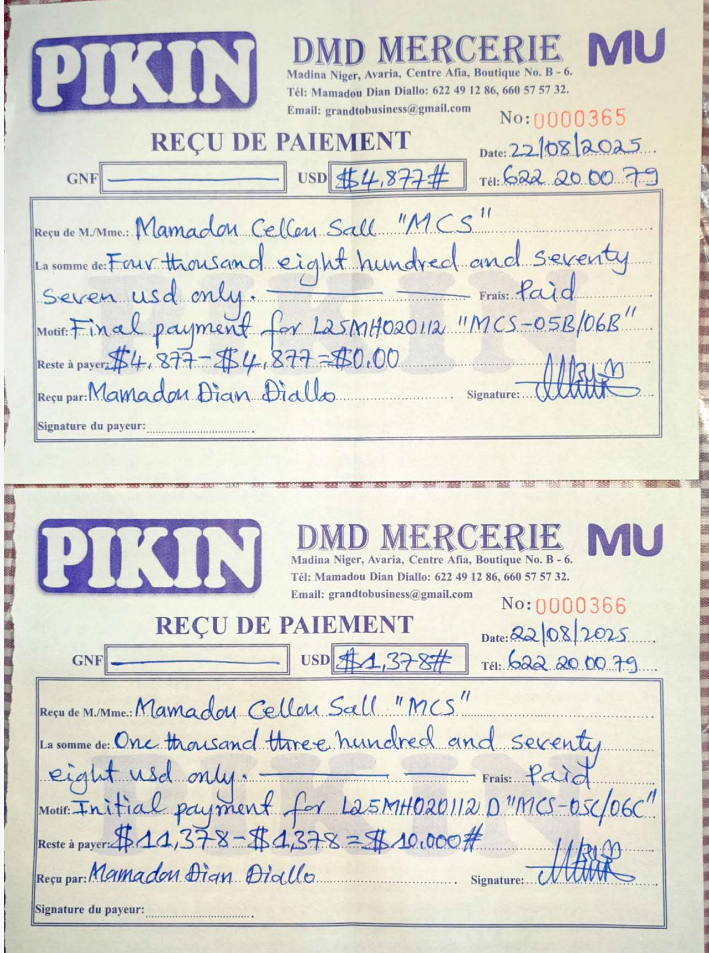 PIKIN
DMD MERCERIE MU
Madina Niger, Avaria, Centre Afia, Boutique No. B - 6.
Tél: Mamadou Dian Diallo: 622 49 12 86, 660 57 57 32.
Email: grandtobusiness@gmail.com
No: 0000365
REÇU DE PAIEMENT
Date: 22/08/2025
GNF USD $4,877# Tél: 622 20 00 79
Reçu de M./Mme.: Mamadou Cellou Sall "MCS"
La somme de: Four thousand eight hundred and seventy
seven usd only. Frais: Paid
Motif: Final payment for L25MH020112 "MCS-05B/06B"
Reste à payer: $4,877-$4,877=$0.00
Reçu par: Mamadou Dian Diallo Signature:
Signature du payeur:
PIKIN
DMD MERCERIE MU
Madina Niger, Avaria, Centre Afia, Boutique No. B - 6.
Tél: Mamadou Dian Diallo: 622 49 12 86, 660 57 57 32.
Email: grandtobusiness@gmail.com
No: 0000366
REÇU DE PAIEMENT
Date: 22/08/2025
GNF USD $1,378# Tél: 622 20 00 79
Reçu de M./Mme.: Mamadou Cellou Sall "MCS"
La somme de: One thousand three hundred and seventy
eight usd only. Frais: Paid
Motif: Initial payment for L25MH020112D "MCS-05C/06C"
Reste à payer: $11,378-$1,378=$10,000#
Reçu par: Mamadou Dian Diallo Signature:
Signature du payeur: